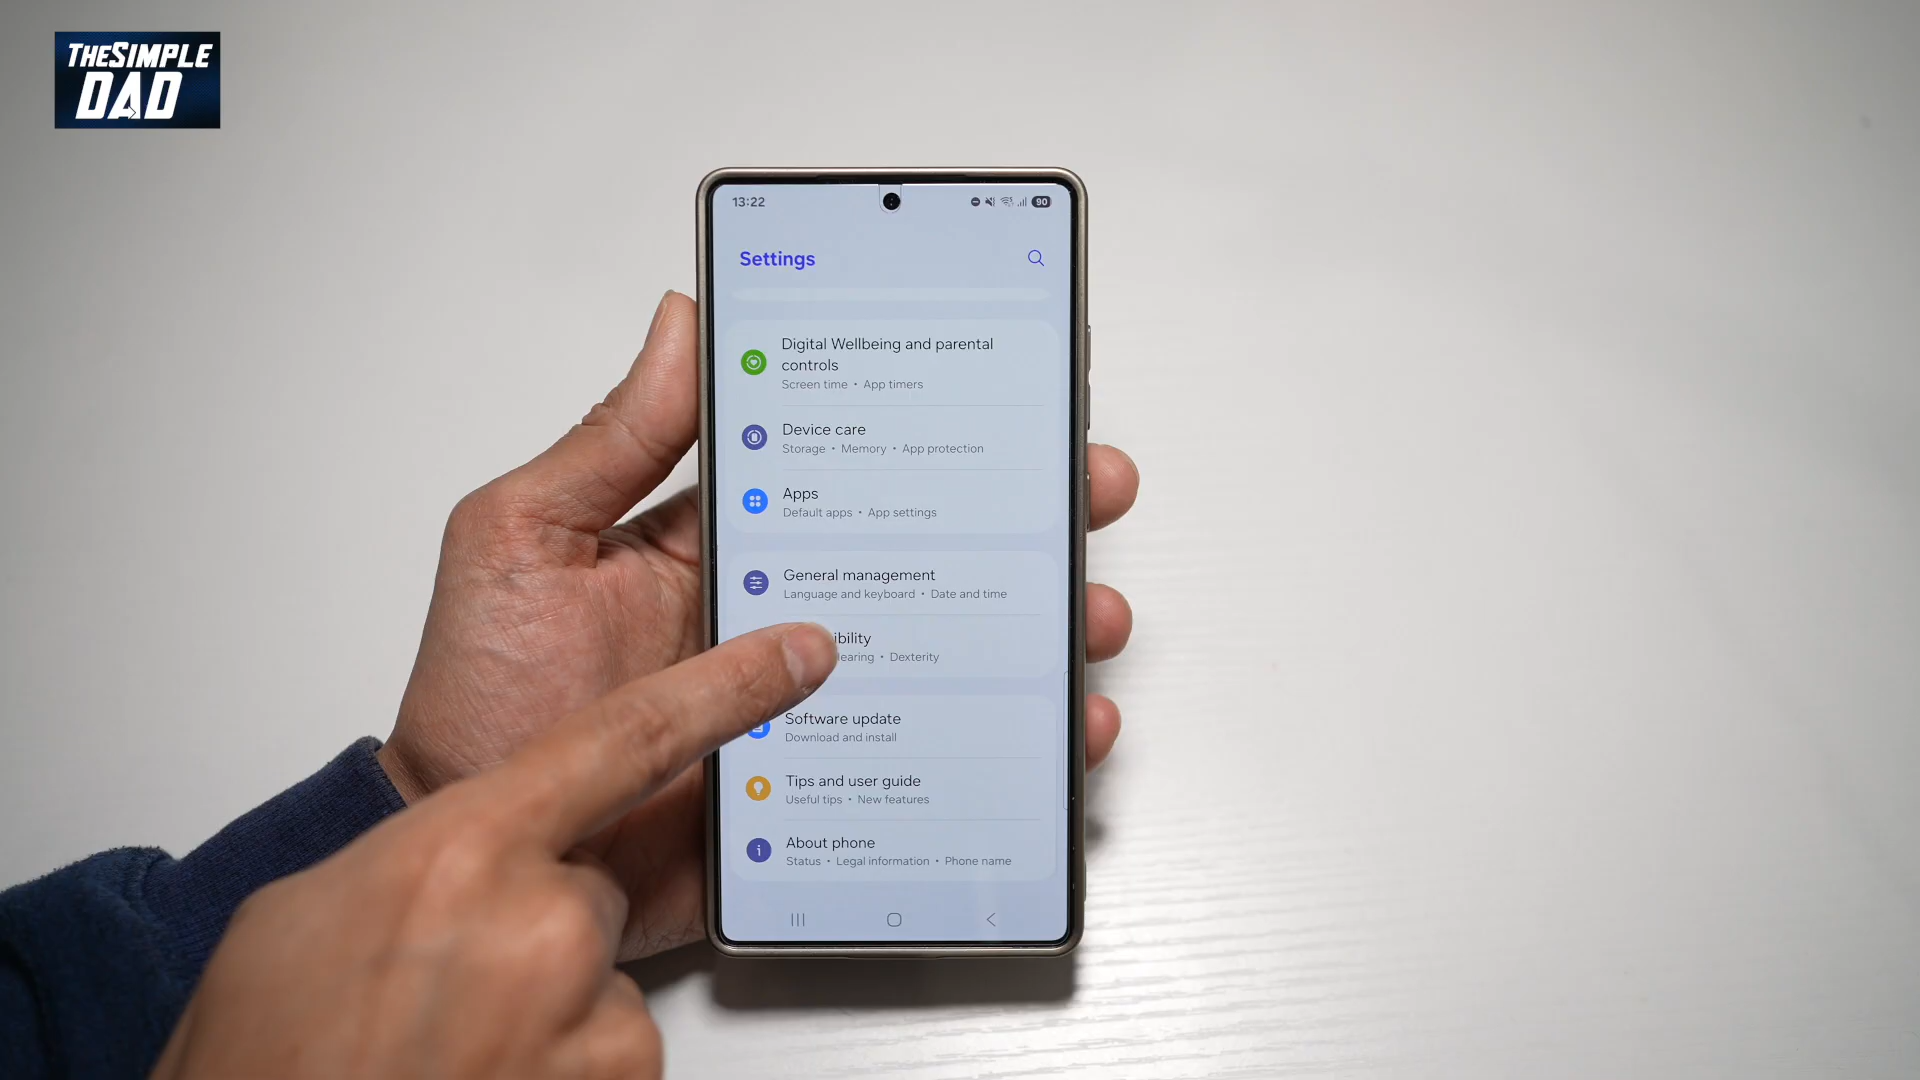 THESIMPLE
DAD
13:22
90
Settings
Digital Wellbeing and parental
controls
Screen time • App timers
Device care
Storage • Memory • App protection
Apps
Default apps • App settings
General management
Language and keyboard • Date and time
ibility
earing • Dexterity
Software update
Download and install
Tips and user guide
Useful tips • New features
About phone
Status • Legal information • Phone name